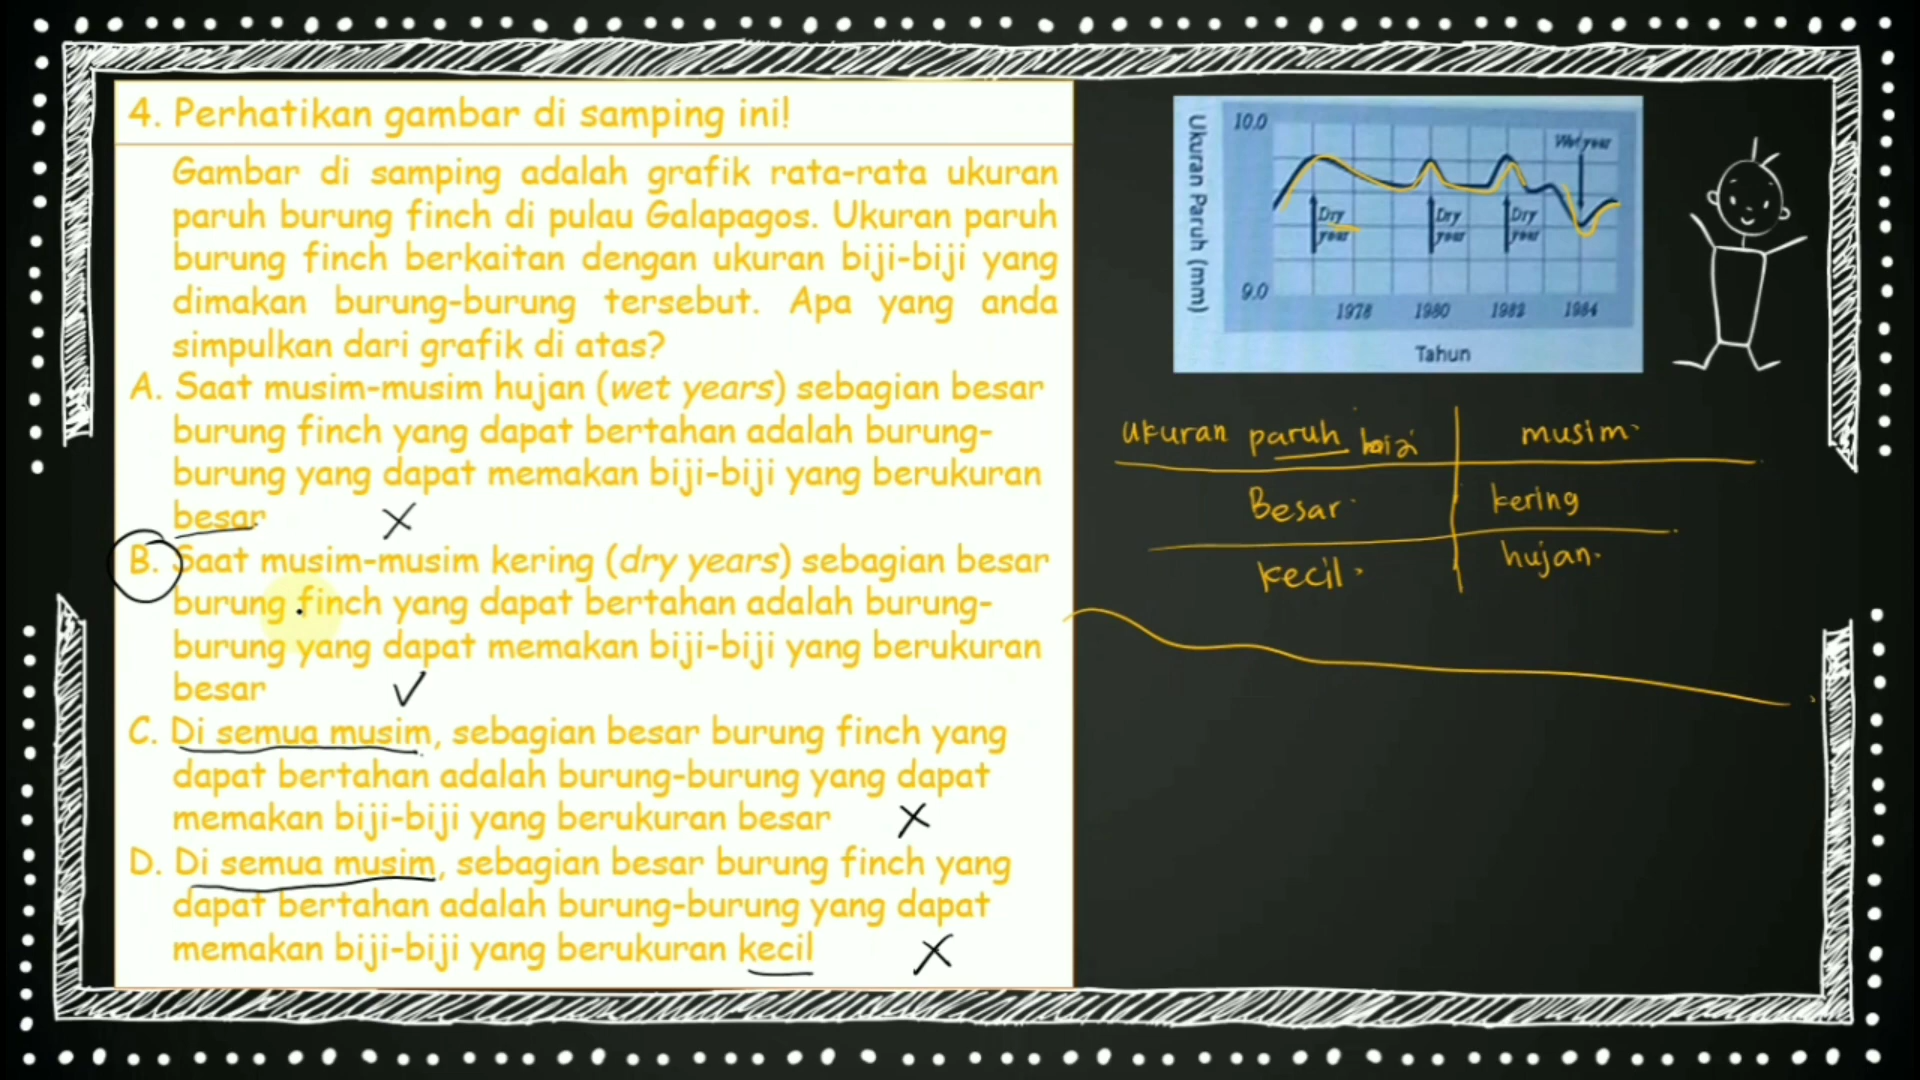 4. Perhatikan gambar di samping ini!
Gambar di samping adalah grafik rata-rata ukuran
paruh burung finch di pulau Galapagos. Ukuran paruh
burung finch berkaitan dengan ukuran biji-biji yang
dimakan burung-burung tersebut. Apa yang anda
simpulkan dari grafik di atas?
A. Saat musim-musim hujan (wet years) sebagian besar
burung finch yang dapat bertahan adalah burung-
burung yang dapat memakan biji-biji yang berukuran
besar
B. Saat musim-musim kering (dry years) sebagian besar
burung finch yang dapat bertahan adalah burung-
burung yang dapat memakan biji-biji yang berukuran
besar
C. Di semua musim, sebagian besar burung finch yang
dapat bertahan adalah burung-burung yang dapat
memakan biji-biji yang berukuran besar
D. Di semua musim, sebagian besar burung finch yang
dapat bertahan adalah burung-burung yang dapat
memakan biji-biji yang berukuran kecil
Ukuran Paruh (mm)
10.0
Wet year
Dry year
Dry year
Dry year
9.0
1978 1980 1982 1984
Tahun
ukuran paruh musim
Besar kering
kecil hujan